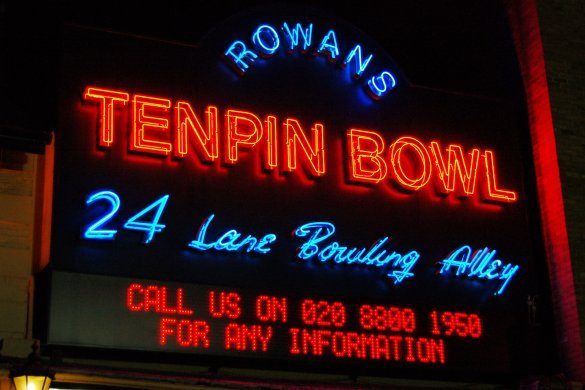 ROWANS
TENPIN BOWL
24 Lane Bowling Alley
CALL US ON 020 8800 1950
FOR ANY INFORMATION